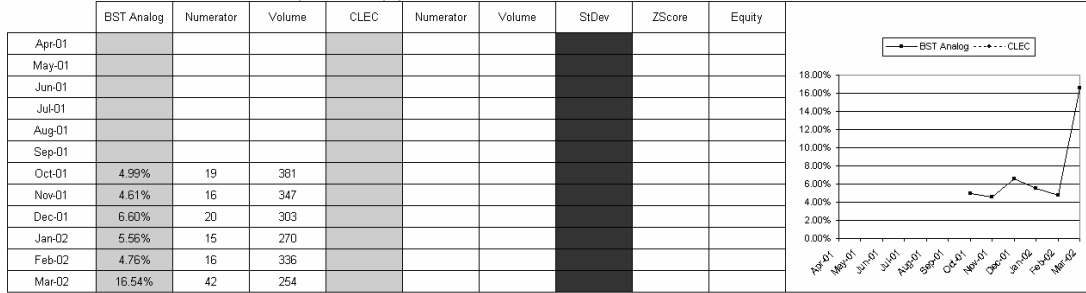 BST Analog Numerator Volume CLEC Numerator Volume StDev ZScore Equity
Apr-01
May-01
Jun-01
Jul-01
Aug-01
Sep-01
Oct-01 4.99% 19 381
Nov-01 4.61% 16 347
Dec-01 6.60% 20 303
Jan-02 5.56% 15 270
Feb-02 4.76% 16 336
Mar-02 16.54% 42 254
BST Analog CLEC
18.00%
16.00%
14.00%
12.00%
10.00%
8.00%
6.00%
4.00%
2.00%
0.00%
Apr-01 May-01 Jun-01 Jul-01 Aug-01 Sep-01 Oct-01 Nov-01 Dec-01 Jan-02 Feb-02 Mar-02